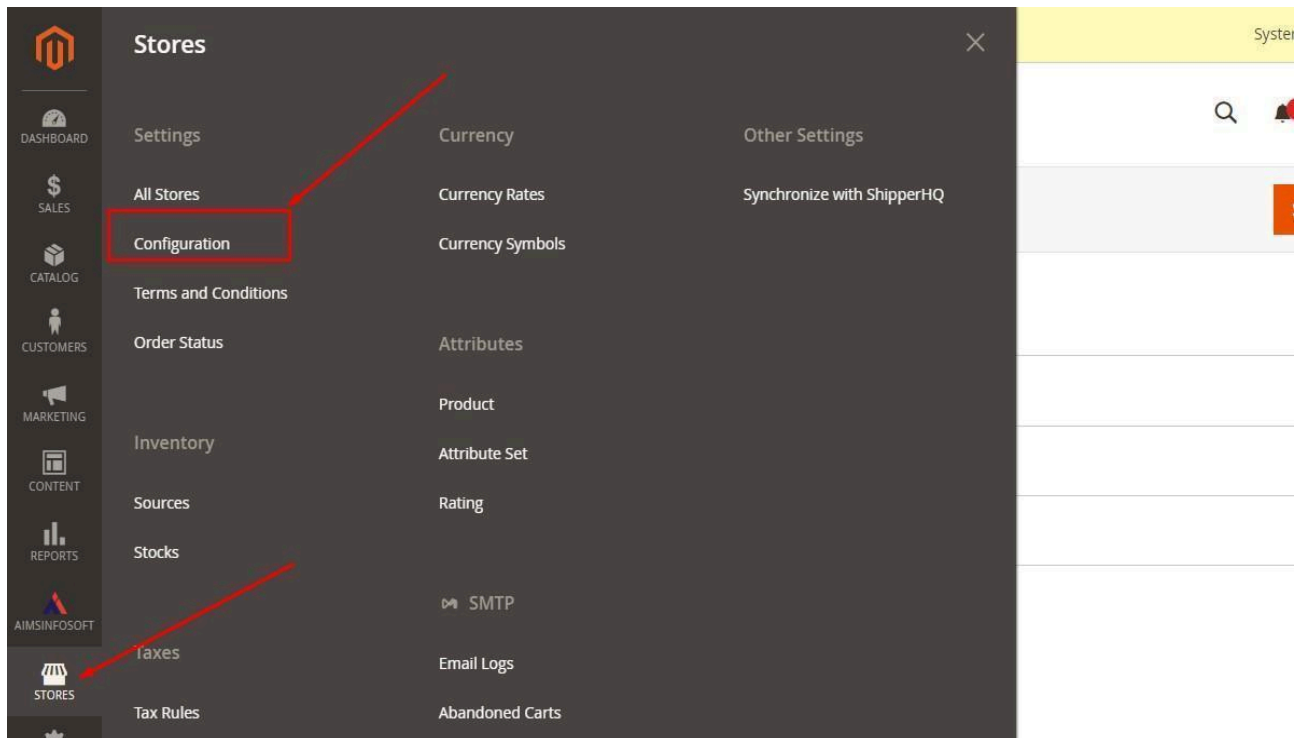 Stores
Settings
All Stores
Configuration
Terms and Conditions
Order Status
Inventory
Sources
Stocks
Taxes
Tax Rules
Currency
Currency Rates
Currency Symbols
Attributes
Product
Attribute Set
Rating
SMTP
Email Logs
Abandoned Carts
Other Settings
Synchronize with ShipperHQ
DASHBOARD
SALES
CATALOG
CUSTOMERS
MARKETING
CONTENT
REPORTS
AIMSINFOSOFT
STORES